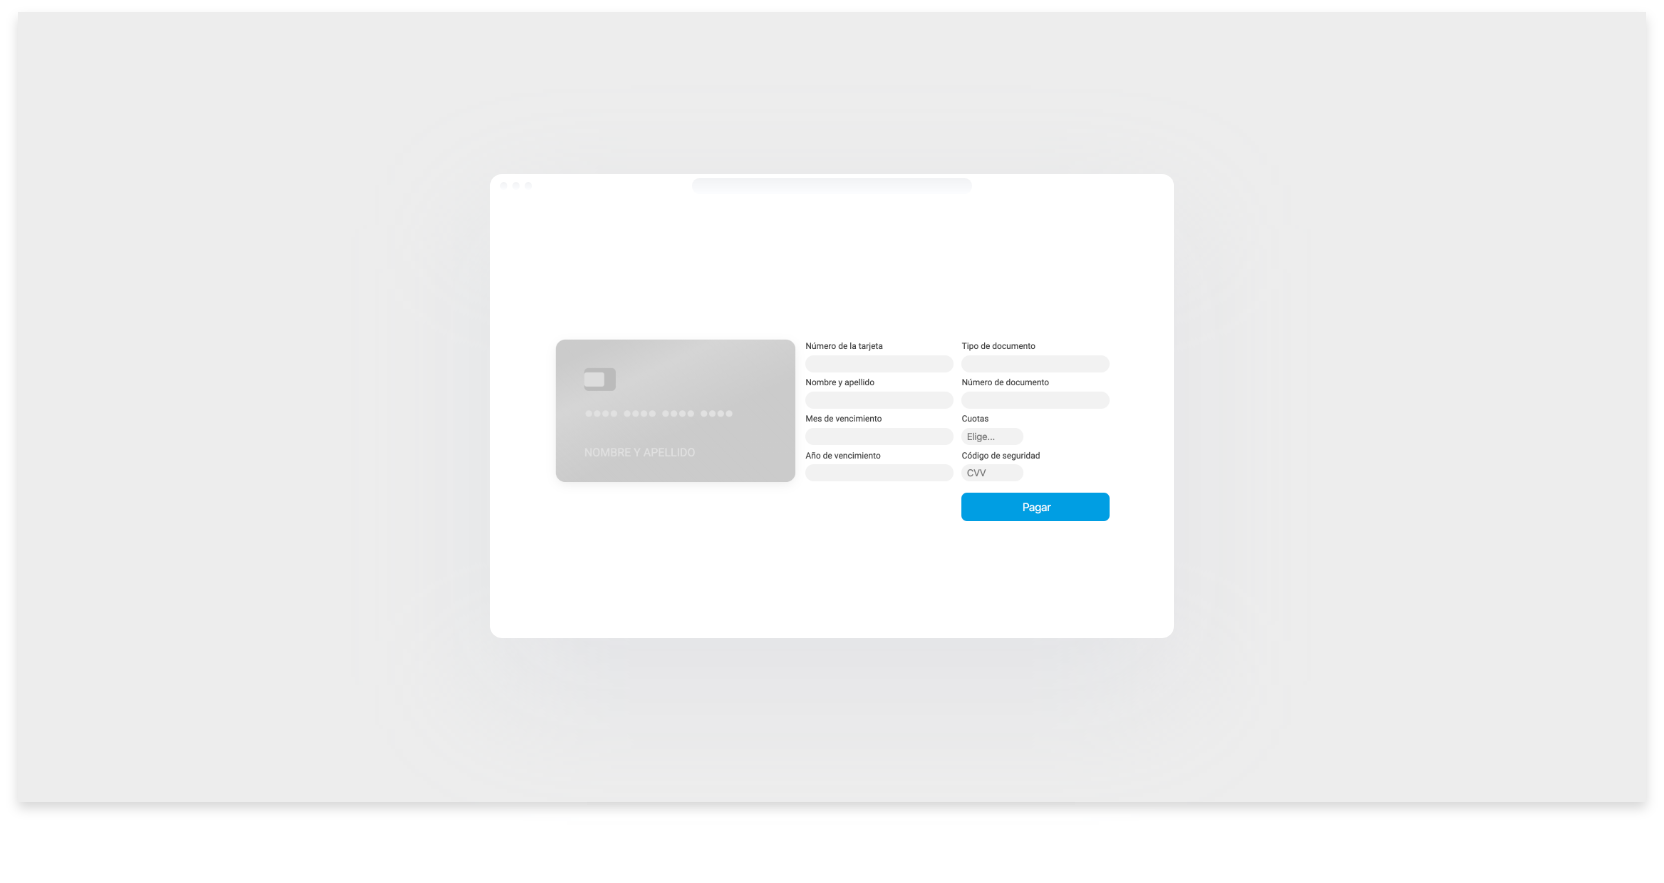 NOMBRE Y APELLIDO
Número de la tarjeta
Nombre y apellido
Mes de vencimiento
Año de vencimiento
Tipo de documento
Número de documento
Cuotas
Elige...
Código de seguridad
CVV
Pagar